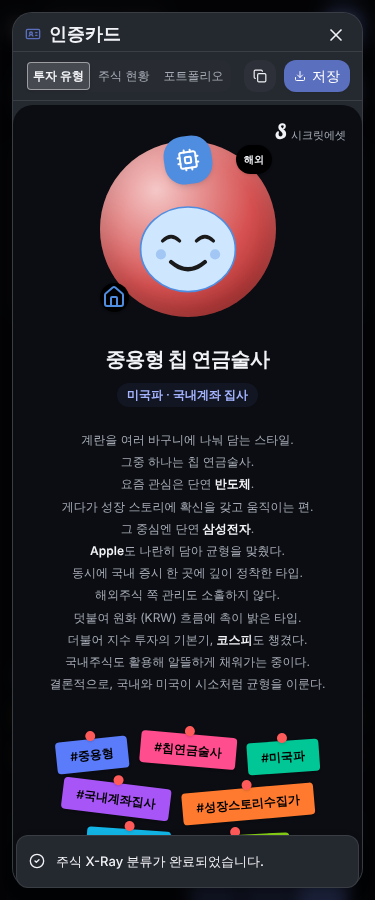 인증카드
투자 유형 주식 현황 포트폴리오 저장
시크릿에셋
해외
중용형 칩 연금술사
미국파 · 국내계좌 집사
계란을 여러 바구니에 나눠 담는 스타일.
그중 하나는 칩 연금술사.
요즘 관심은 단연 반도체.
게다가 성장 스토리에 확신을 갖고 움직이는 편.
그 중심엔 단연 삼성전자.
Apple도 나란히 담아 균형을 맞췄다.
동시에 국내 증시 한 곳에 깊이 정착한 타입.
해외주식 쪽 관리도 소홀하지 않다.
덧붙여 원화 (KRW) 흐름에 촉이 밝은 타입.
더불어 지수 투자의 기본기, 코스피도 챙겼다.
국내주식도 활용해 알뜰하게 채워가는 중이다.
결론적으로, 국내와 미국이 시소처럼 균형을 이룬다.
#중용형 #칩연금술사 #미국파
#국내계좌집사 #성장스토리수집가
주식 X-Ray 분류가 완료되었습니다.